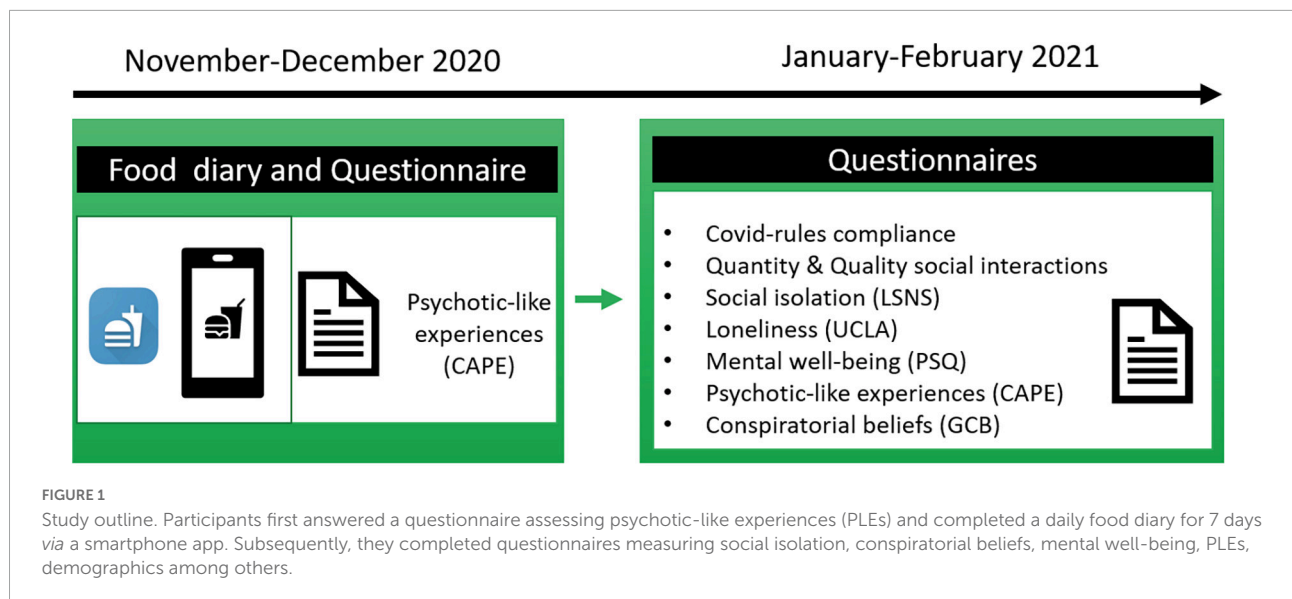 November-December 2020
January-February 2021
Food diary and Questionnaire
Psychotic-like
experiences
(CAPE)
Questionnaires
• Covid-rules compliance
• Quantity & Quality social interactions
• Social isolation (LSNS)
• Loneliness (UCLA)
• Mental well-being (PSQ)
• Psychotic-like experiences (CAPE)
• Conspiratorial beliefs (GCB)
FIGURE 1
Study outline. Participants first answered a questionnaire assessing psychotic-like experiences (PLEs) and completed a daily food diary for 7 days
via a smartphone app. Subsequently, they completed questionnaires measuring social isolation, conspiratorial beliefs, mental well-being, PLEs,
demographics among others.